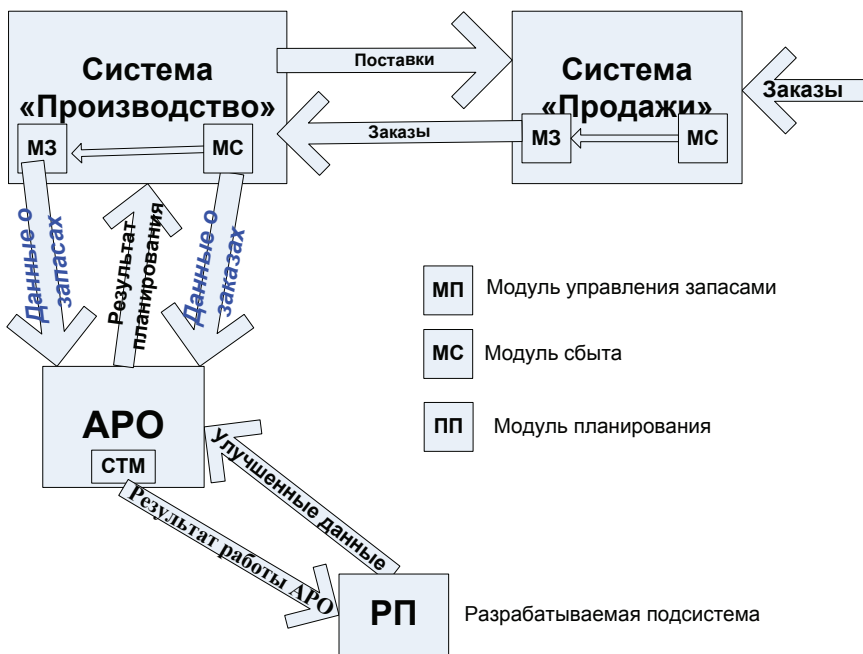 Система
«Производство»
МЗ
МС
Поставки
Заказы
Система
«Продажи»
МЗ
МС
Заказы
Данные о
запасах
Результат
планирования
Данные о
заказах
МП
Модуль управления запасами
МС
Модуль сбыта
ПП
Модуль планирования
АРО
СТМ
Улучшенные данные
Результат работы АРО
РП
Разрабатываемая подсистема